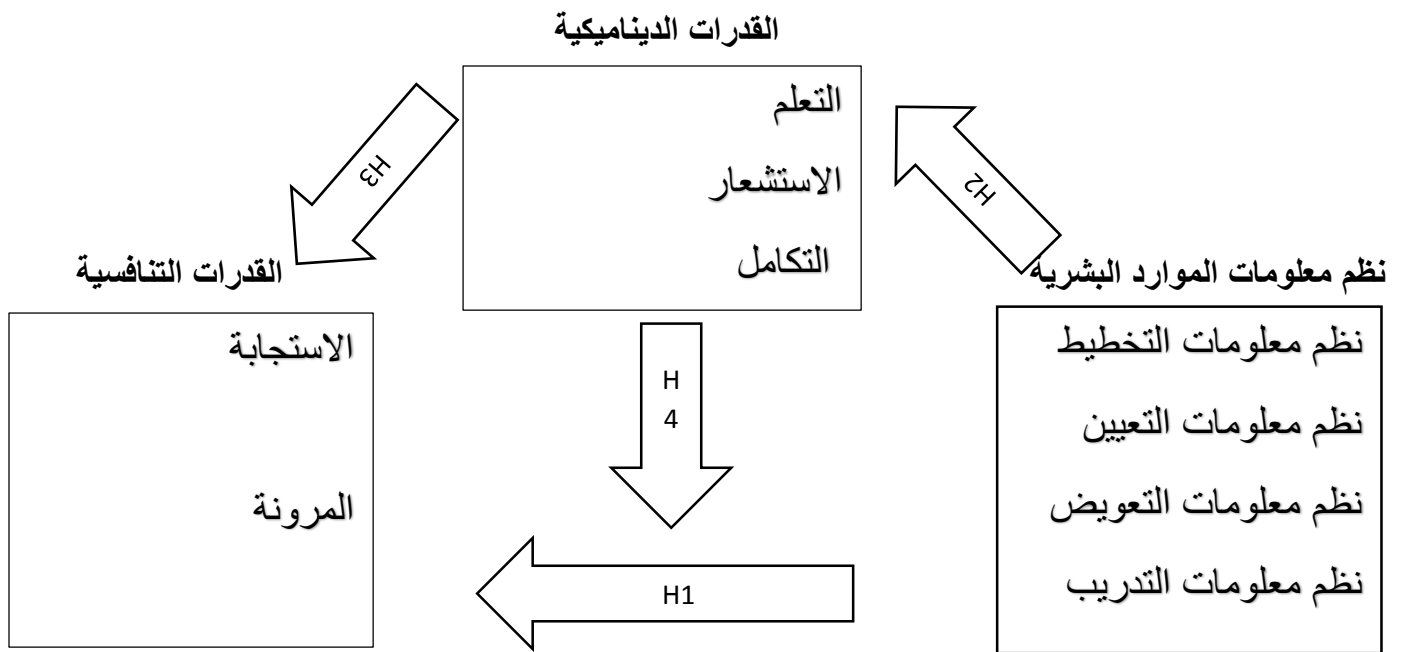 القدرات الديناميكية
التعلم
الاستشعار
التكامل
H3
H2
نظم معلومات الموارد البشرية
نظم معلومات التخطيط
نظم معلومات التعيين
نظم معلومات التعويض
نظم معلومات التدريب
القدرات التنافسية
الاستجابة
المرونة
H
4
H1